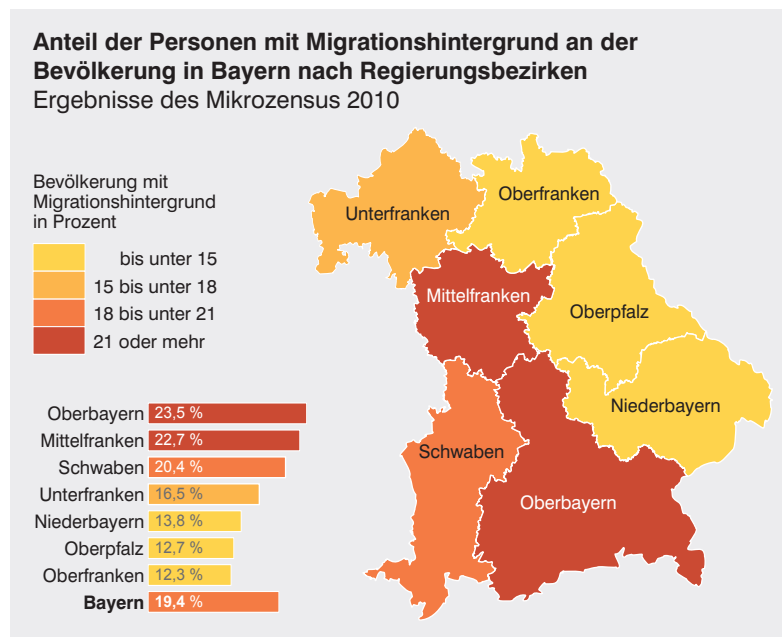 Anteil der Personen mit Migrationshintergrund an der
Bevölkerung in Bayern nach Regierungsbezirken
Ergebnisse des Mikrozensus 2010
Bevölkerung mit
Migrationshintergrund
in Prozent
bis unter 15
15 bis unter 18
18 bis unter 21
21 oder mehr
Oberbayern 23,5 %
Mittelfranken 22,7 %
Schwaben 20,4 %
Unterfranken 16,5 %
Niederbayern 13,8 %
Oberpfalz 12,7 %
Oberfranken 12,3 %
Bayern 19,4 %
Oberfranken
Unterfranken
Mittelfranken
Oberpfalz
Niederbayern
Schwaben
Oberbayern